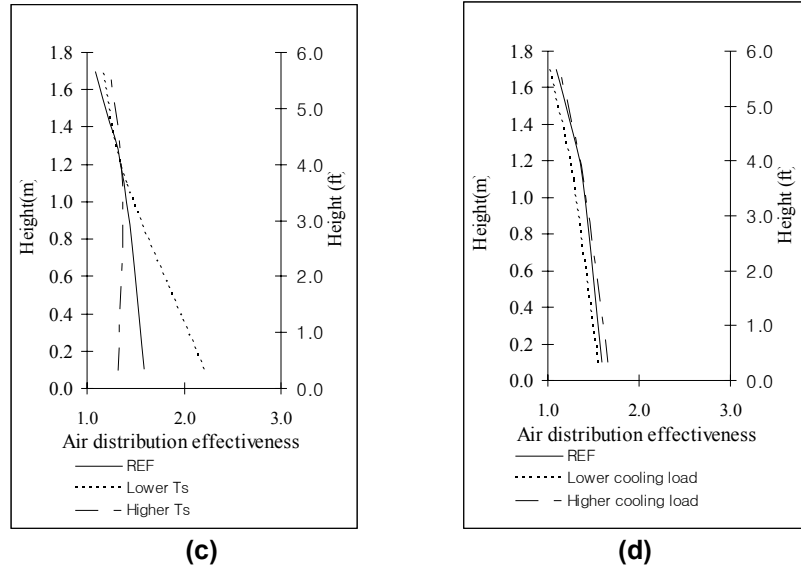 1.8
1.6
1.4
1.2
1.0
0.8
0.6
0.4
0.2
0.0
Height(m)
6.0
5.0
4.0
3.0
2.0
1.0
0.0
Height (ft)
1.0 2.0 3.0
Air distribution effectiveness
REF
Lower Ts
Higher Ts
(c)
1.8
1.6
1.4
1.2
1.0
0.8
0.6
0.4
0.2
0.0
Height(m)
6.0
5.0
4.0
3.0
2.0
1.0
0.0
Height (ft)
1.0 2.0 3.0
Air distribution effectiveness
REF
Lower cooling load
Higher cooling load
(d)